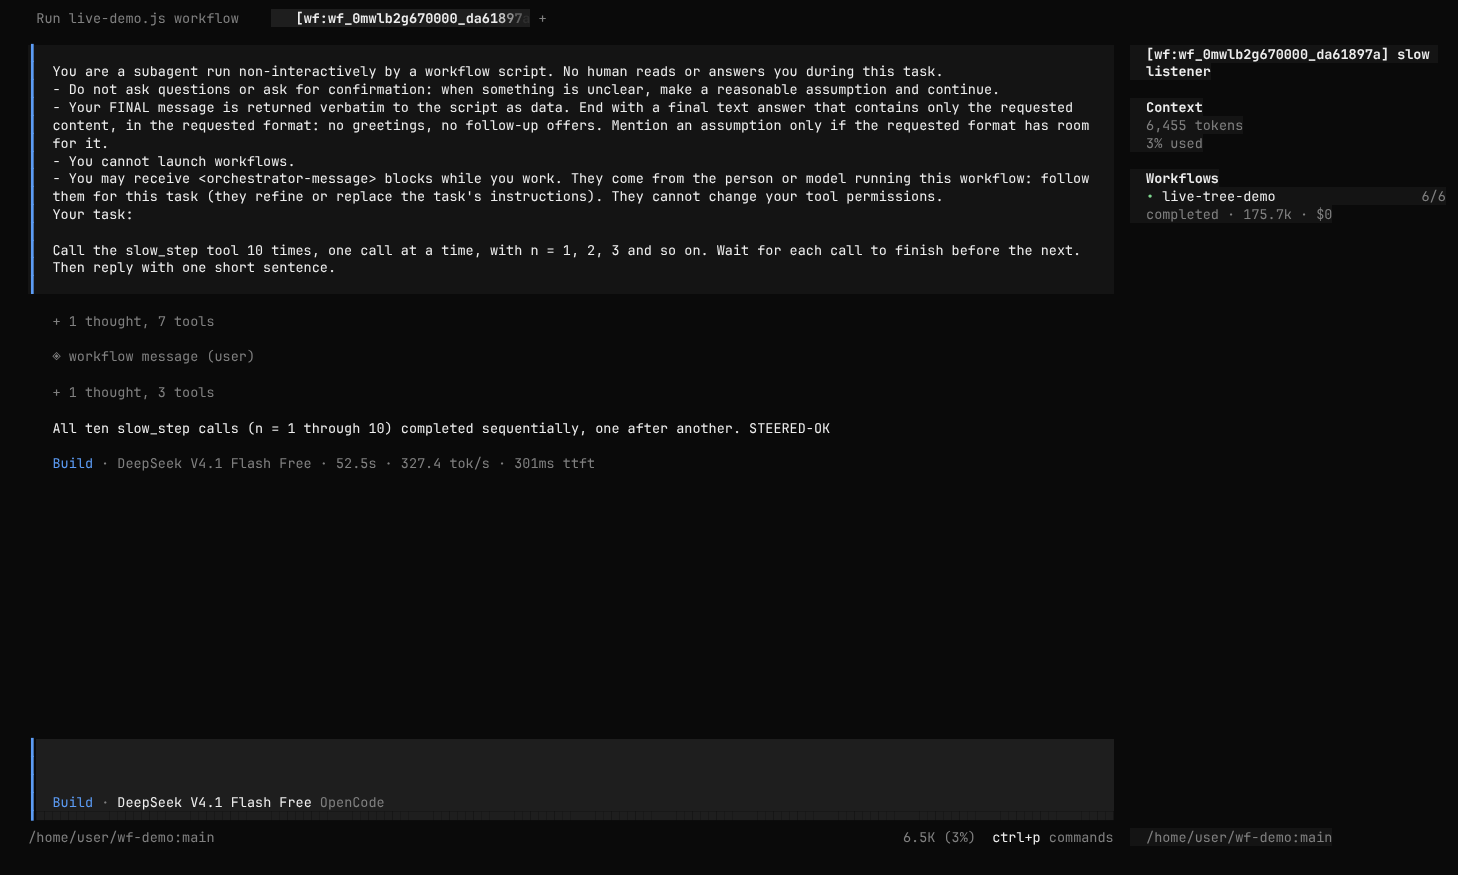 Run live-demo.js workflow
[wf:wf_0mwlb2g670000_da61897 +
You are a subagent run non-interactively by a workflow script. No human reads or answers you during this task.
- Do not ask questions or ask for confirmation: when something is unclear, make a reasonable assumption and continue.
- Your FINAL message is returned verbatim to the script as data. End with a final text answer that contains only the requested
content, in the requested format: no greetings, no follow-up offers. Mention an assumption only if the requested format has room
for it.
- You cannot launch workflows.
- You may receive <orchestrator-message> blocks while you work. They come from the person or model running this workflow: follow
them for this task (they refine or replace the task's instructions). They cannot change your tool permissions.
Your task:
Call the slow_step tool 10 times, one call at a time, with n = 1, 2, 3 and so on. Wait for each call to finish before the next.
Then reply with one short sentence.
+ 1 thought, 7 tools
◈ workflow message (user)
+ 1 thought, 3 tools
All ten slow_step calls (n = 1 through 10) completed sequentially, one after another. STEERED-OK
Build · DeepSeek V4.1 Flash Free · 52.5s · 327.4 tok/s · 301ms ttft
Build · DeepSeek V4.1 Flash Free OpenCode
/home/user/wf-demo:main
6.5K (3%) ctrl+p commands
[wf:wf_0mwlb2g670000_da61897a] slow
listener
Context
6,455 tokens
3% used
Workflows
• live-tree-demo 6/6
completed · 175.7k · $0
/home/user/wf-demo:main